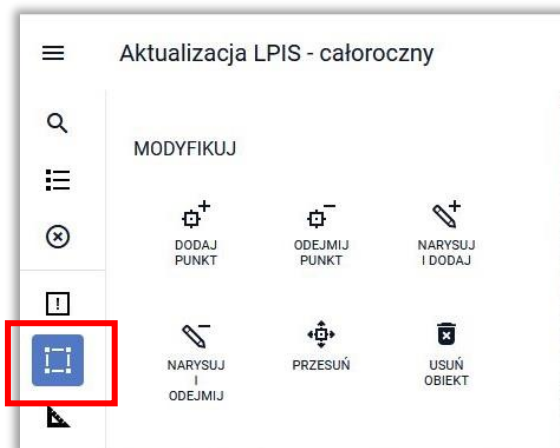 Aktualizacja LPIS - całoroczny
MODYFIKUJ
DODAJ
PUNKT
ODEJMIJ
PUNKT
NARYSUJ
I DODAJ
NARYSUJ
I
ODEJMIJ
PRZESUŃ
USUŃ
OBIEKT